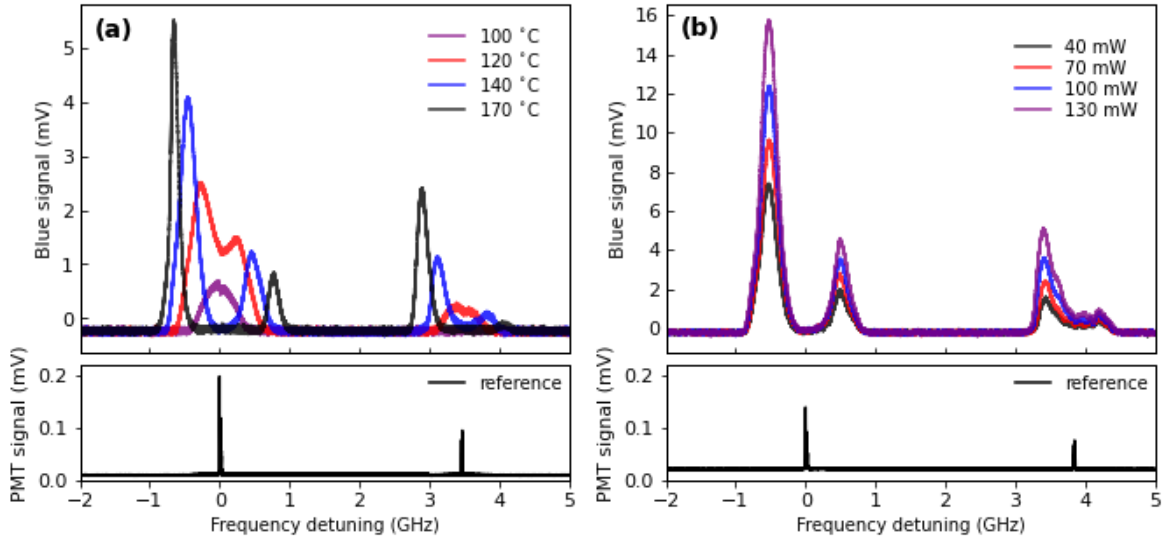 (a)
100 ˚C
120 ˚C
140 ˚C
170 ˚C
Blue signal (mV)
5
4
3
2
1
0
PMT signal (mV)
0.2
0.1
0.0
reference
−2 −1 0 1 2 3 4 5
Frequency detuning (GHz)
(b)
40 mW
70 mW
100 mW
130 mW
Blue signal (mV)
16
14
12
10
8
6
4
2
0
PMT signal (mV)
0.2
0.1
0.0
reference
−2 −1 0 1 2 3 4 5
Frequency detuning (GHz)